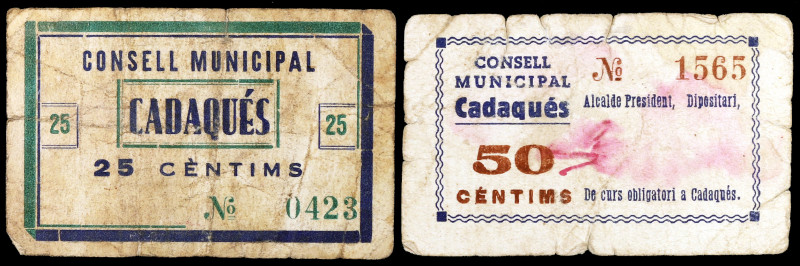 CONSELL MUNICIPAL
25 CADAQUÉS 25
25 CÈNTIMS
№ 0423
CONSELL
MUNICIPAL
Cadaqués
№ 1565
Alcalde President, Dipositari,
50
CÉNTIMS
De curs obligatori a Cadaqués.